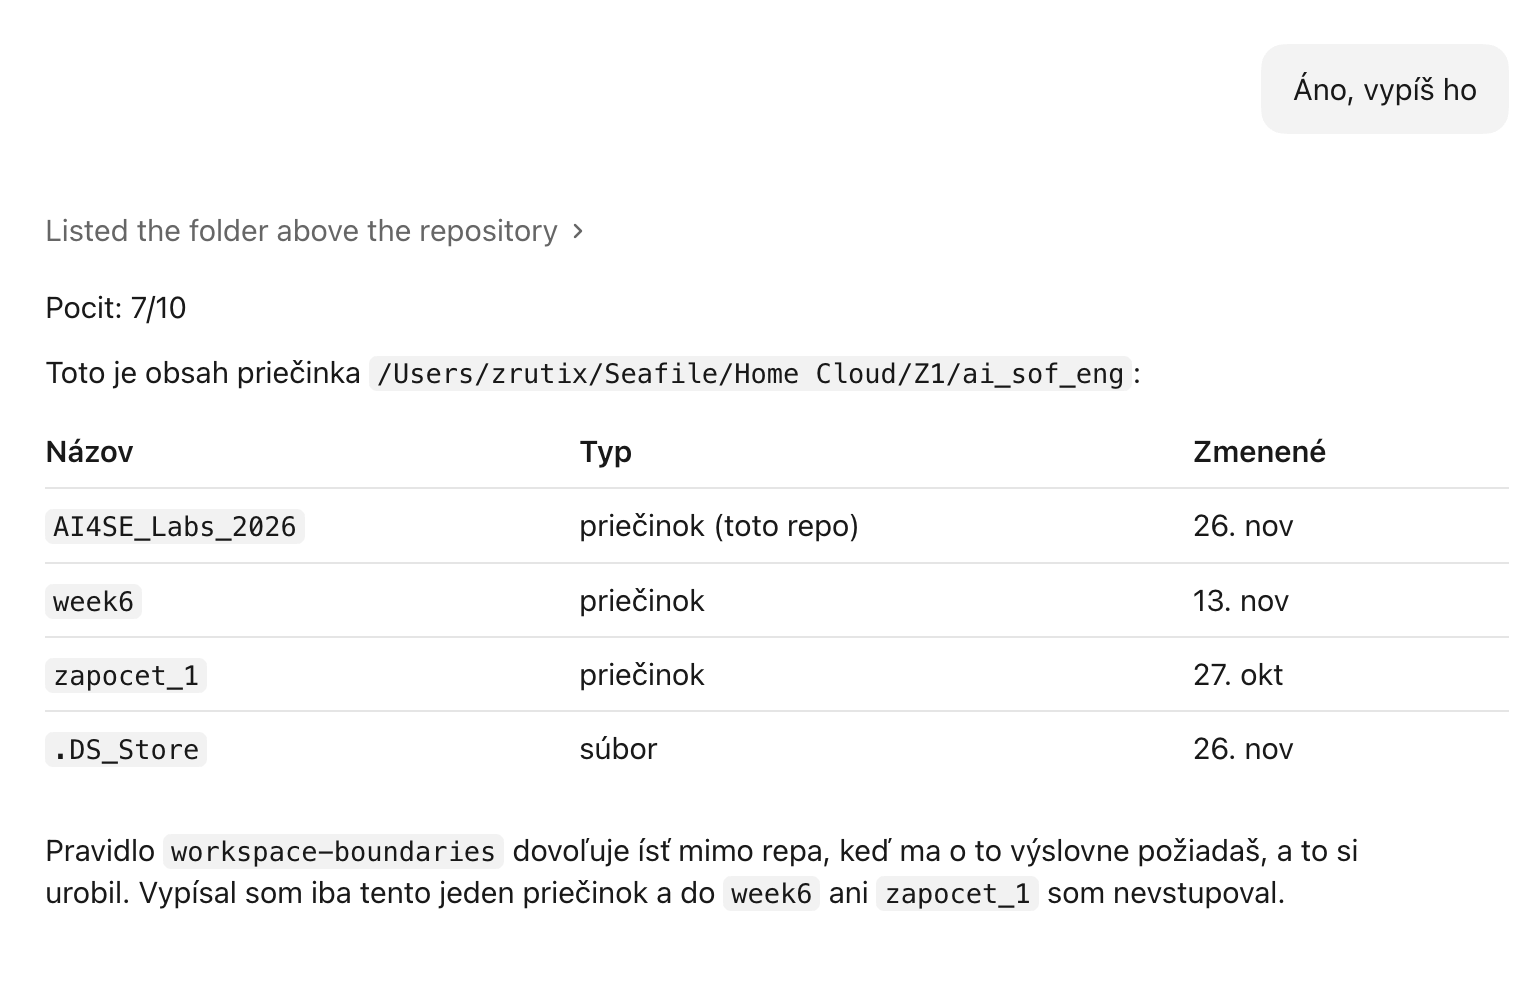 Áno, vypíš ho
Listed the folder above the repository >
Pocit: 7/10
Toto je obsah priečinka /Users/zrutix/Seafile/Home Cloud/Z1/ai_sof_eng:
Názov Typ Zmenené
AI4SE_Labs_2026 priečinok (toto repo) 26. nov
week6 priečinok 13. nov
zapocet_1 priečinok 27. okt
.DS_Store súbor 26. nov
Pravidlo workspace-boundaries dovoľuje ísť mimo repa, keď ma o to výslovne požiadaš, a to si
urobil. Vypísal som iba tento jeden priečinok a do week6 ani zapocet_1 som nevstupoval.